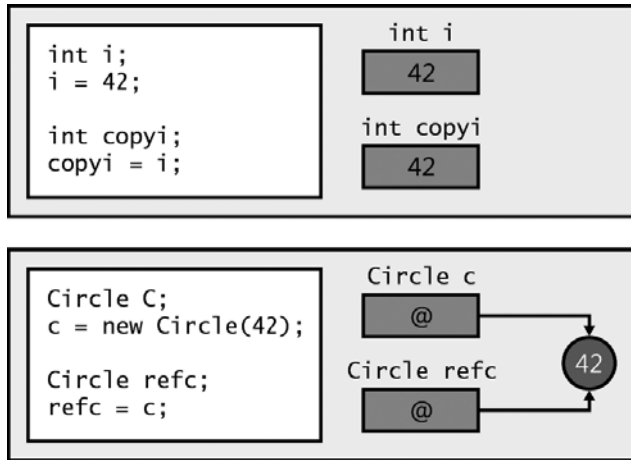 int i;
i = 42;
int copyi;
copyi = i;
int i
42
int copyi
42
Circle C;
c = new Circle(42);
Circle refc;
refc = c;
Circle c
@
Circle refc
@
42